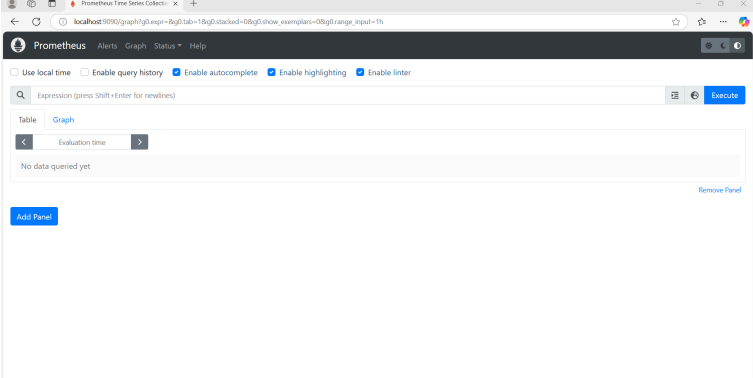 Prometheus Time Series Collectio
localhost:9090/graph?g0.expr=&g0.tab=1&g0.stacked=0&g0.show_exemplars=0&g0.range_input=1h
Prometheus Alerts Graph Status Help
Use local time Enable query history Enable autocomplete Enable highlighting Enable linter
Expression (press Shift+Enter for newlines) Execute
Table Graph
Evaluation time
No data queried yet
Remove Panel
Add Panel